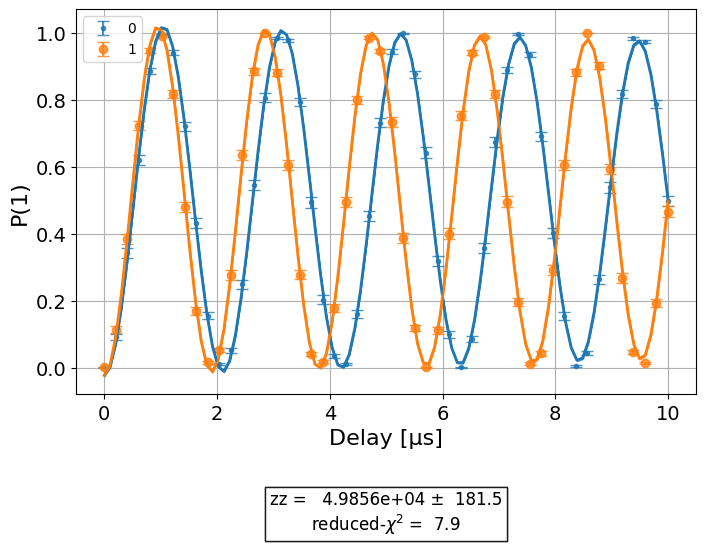 0
1
1.0
0.8
0.6
0.4
0.2
0.0
P(1)
0 2 4 6 8 10
Delay [μs]
zz = 4.9856e+04 ± 181.5
reduced-χ² = 7.9